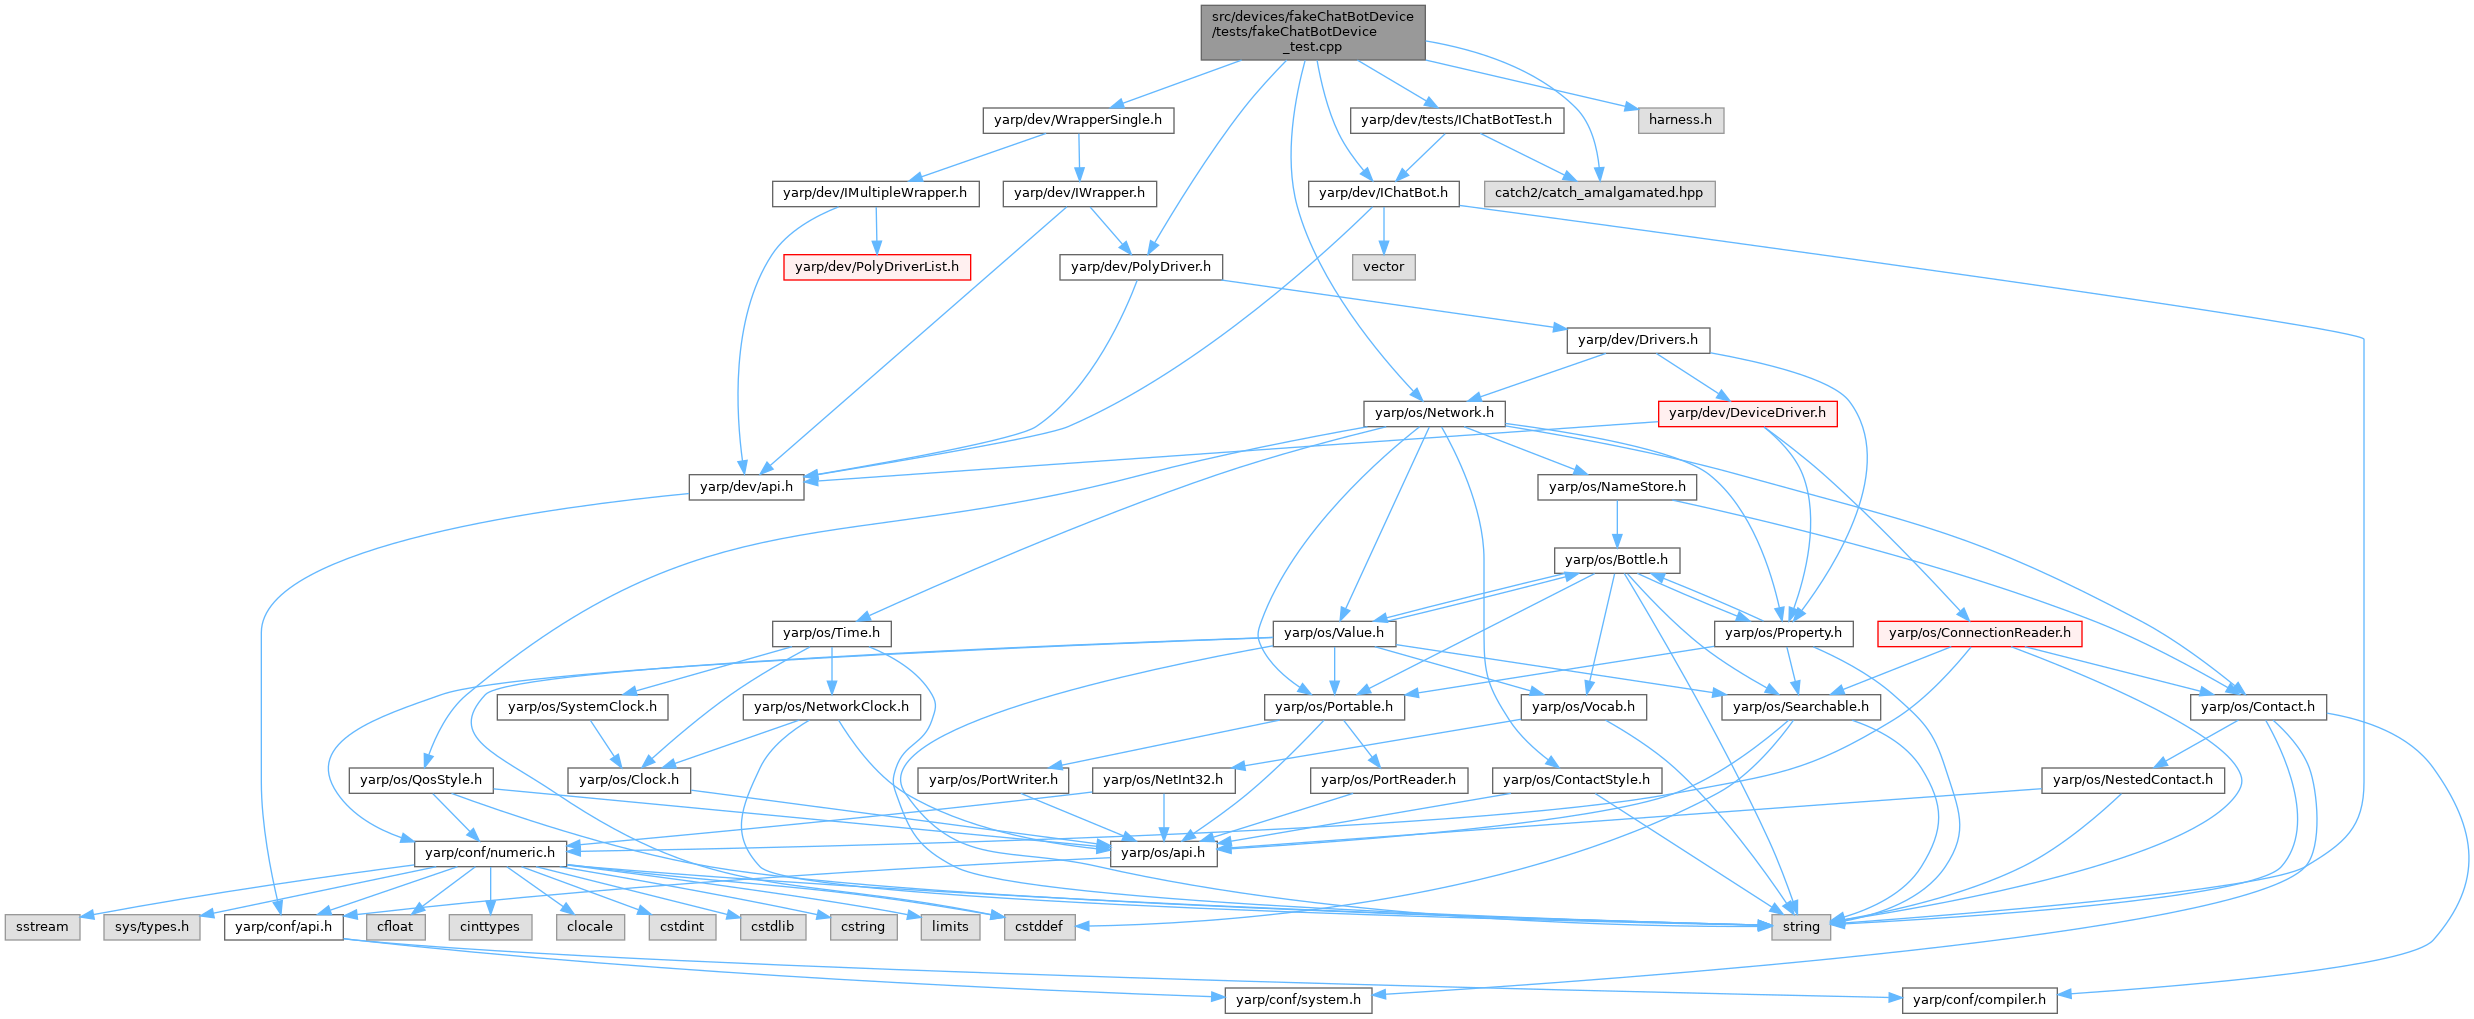 src/devices/fakeChatBotDevice
/tests/fakeChatBotDevice
_test.cpp
yarp/dev/WrapperSingle.h
yarp/dev/tests/IChatBotTest.h
harness.h
yarp/dev/IMultipleWrapper.h
yarp/dev/IWrapper.h
yarp/dev/IChatBot.h
catch2/catch_amalgamated.hpp
yarp/dev/PolyDriverList.h
yarp/dev/PolyDriver.h
vector
yarp/dev/Drivers.h
yarp/os/Network.h
yarp/dev/DeviceDriver.h
yarp/dev/api.h
yarp/os/NameStore.h
yarp/os/Bottle.h
yarp/os/Time.h
yarp/os/Value.h
yarp/os/Property.h
yarp/os/ConnectionReader.h
yarp/os/SystemClock.h
yarp/os/NetworkClock.h
yarp/os/Portable.h
yarp/os/Vocab.h
yarp/os/Searchable.h
yarp/os/Contact.h
yarp/os/QosStyle.h
yarp/os/Clock.h
yarp/os/PortWriter.h
yarp/os/NetInt32.h
yarp/os/PortReader.h
yarp/os/ContactStyle.h
yarp/os/NestedContact.h
yarp/conf/numeric.h
yarp/os/api.h
sstream
sys/types.h
yarp/conf/api.h
cfloat
cinttypes
clocale
cstdint
cstdlib
cstring
limits
cstddef
string
yarp/conf/system.h
yarp/conf/compiler.h